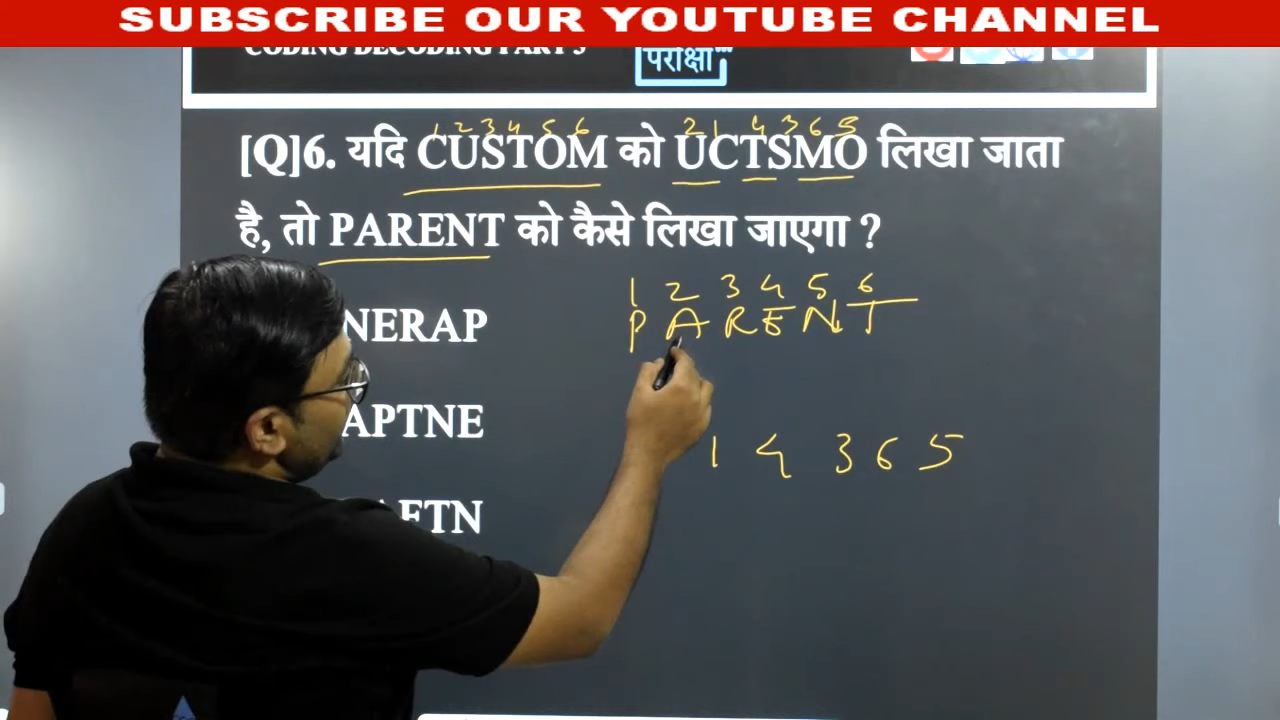 SUBSCRIBE OUR YOUTUBE CHANNEL
CODING DECODING PART 3
परीक्षा
1 2 3 4 5 6 2 1 4 3 6 5
[Q]6. यदि CUSTOM को UCTSMO लिखा जाता
है, तो PARENT को कैसे लिखा जाएगा ?
1 2 3 4 5 6
PARENT
NERAP
APTNE
1 4 3 6 5
ETN